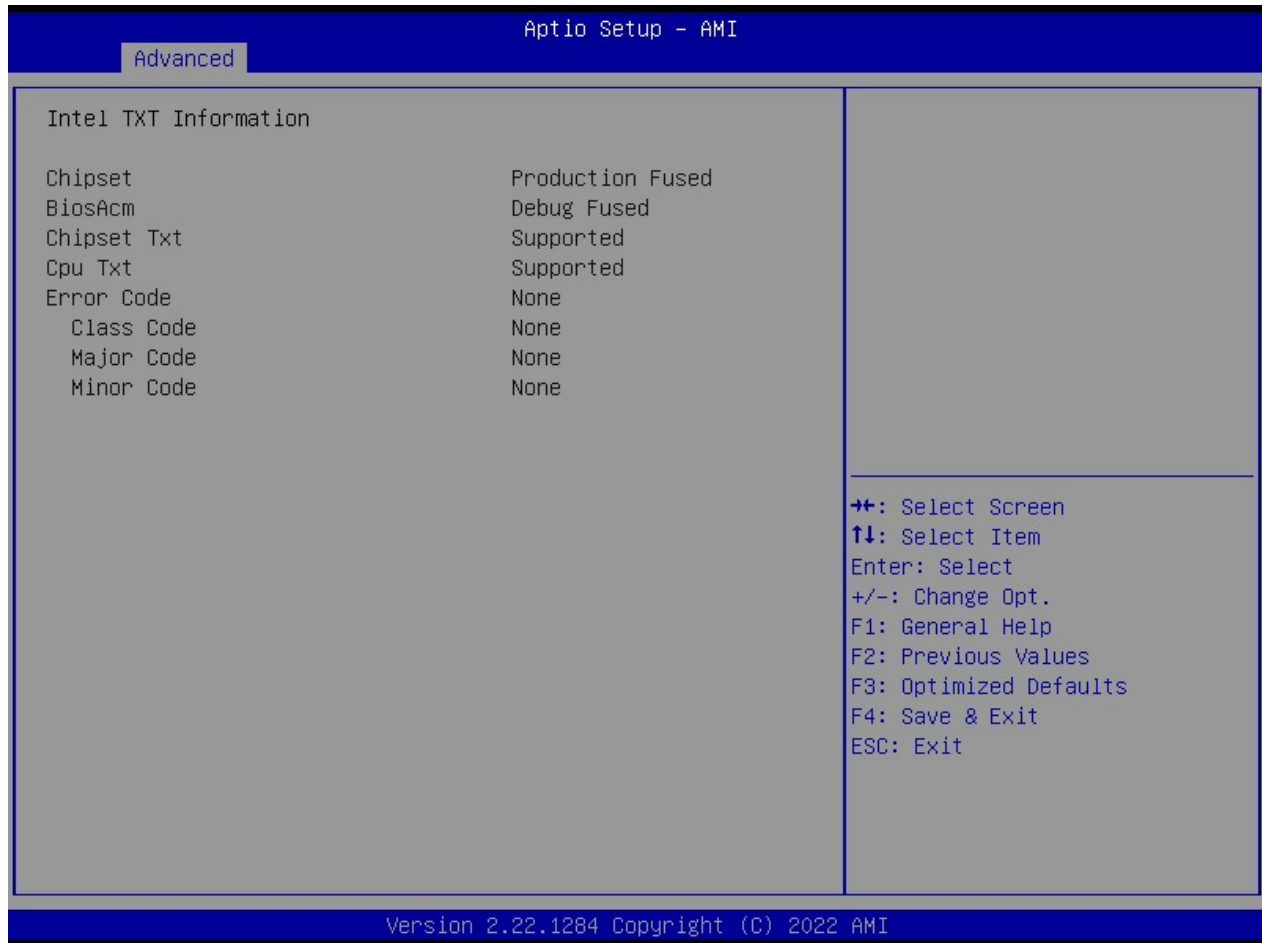 Aptio Setup - AMI
Advanced
Intel TXT Information
Chipset Production Fused
BiosAcm Debug Fused
Chipset Txt Supported
Cpu Txt Supported
Error Code None
Class Code None
Major Code None
Minor Code None
→←: Select Screen
↑↓: Select Item
Enter: Select
+/-: Change Opt.
F1: General Help
F2: Previous Values
F3: Optimized Defaults
F4: Save & Exit
ESC: Exit
Version 2.22.1284 Copyright (C) 2022 AMI